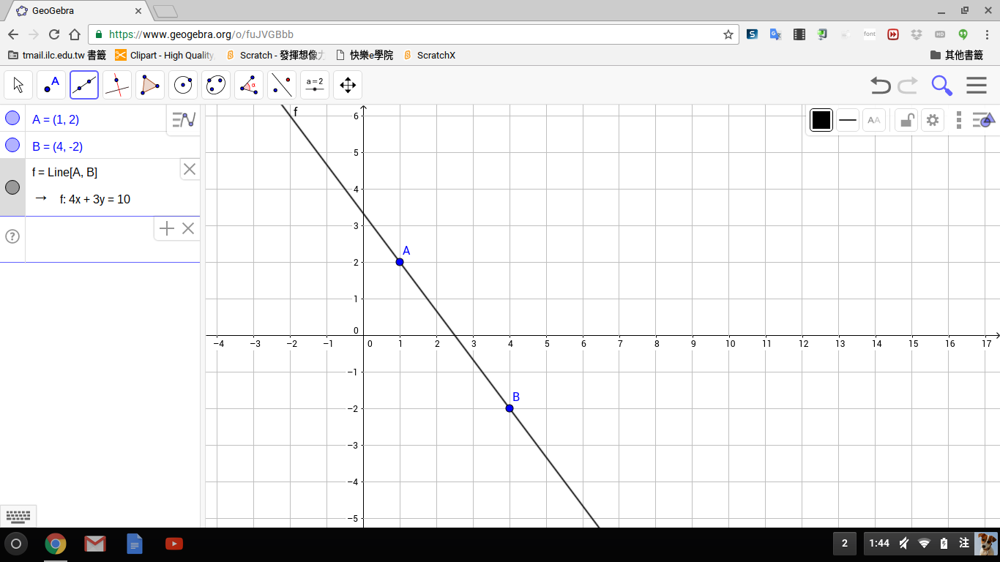 GeoGebra
https://www.geogebra.org/o/fuJVGBbb
S font HD
tmail.ilc.edu.tw 書籤 Clipart - High Quality Scratch - 發揮想像力 快樂e學院 ScratchX 其他書籤
A α a = 2
A = (1, 2)
B = (4, -2)
f = Line[A, B]
→ f: 4x + 3y = 10
?
AA
f
6
5
4
3
A
2
1
0
−4 −3 −2 −1 0 1 2 3 4 5 6 7 8 9 10 11 12 13 14 15 16 17
−1
B
−2
−3
−4
−5
2 1:44 注